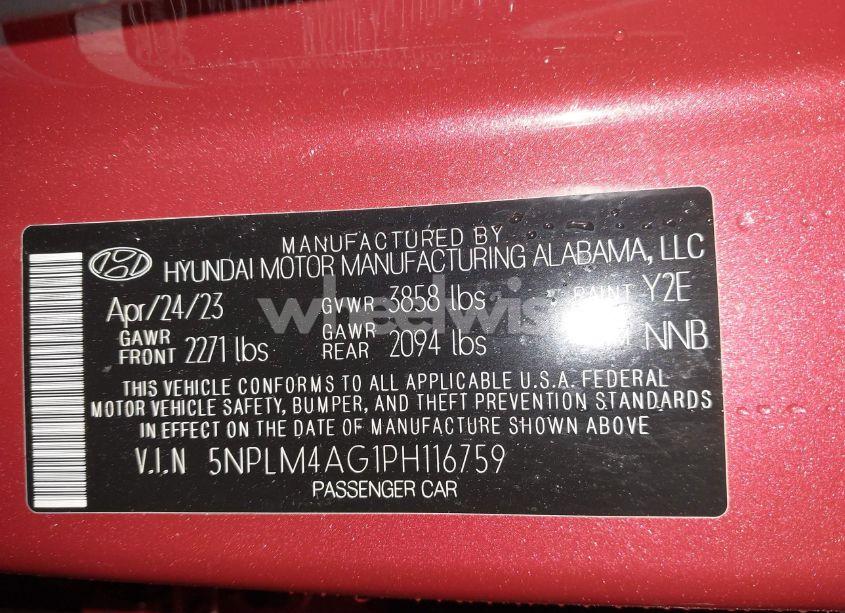 MANUFACTURED BY
HYUNDAI MOTOR MANUFACTURING ALABAMA, LLC
Apr/24/23 GVWR 3858 lbs PAINT Y2E
GAWR FRONT 2271 lbs GAWR REAR 2094 lbs NNB
THIS VEHICLE CONFORMS TO ALL APPLICABLE U.S.A. FEDERAL
MOTOR VEHICLE SAFETY, BUMPER, AND THEFT PREVENTION STANDARDS
IN EFFECT ON THE DATE OF MANUFACTURE SHOWN ABOVE
V.I.N 5NPLM4AG1PH116759
PASSENGER CAR